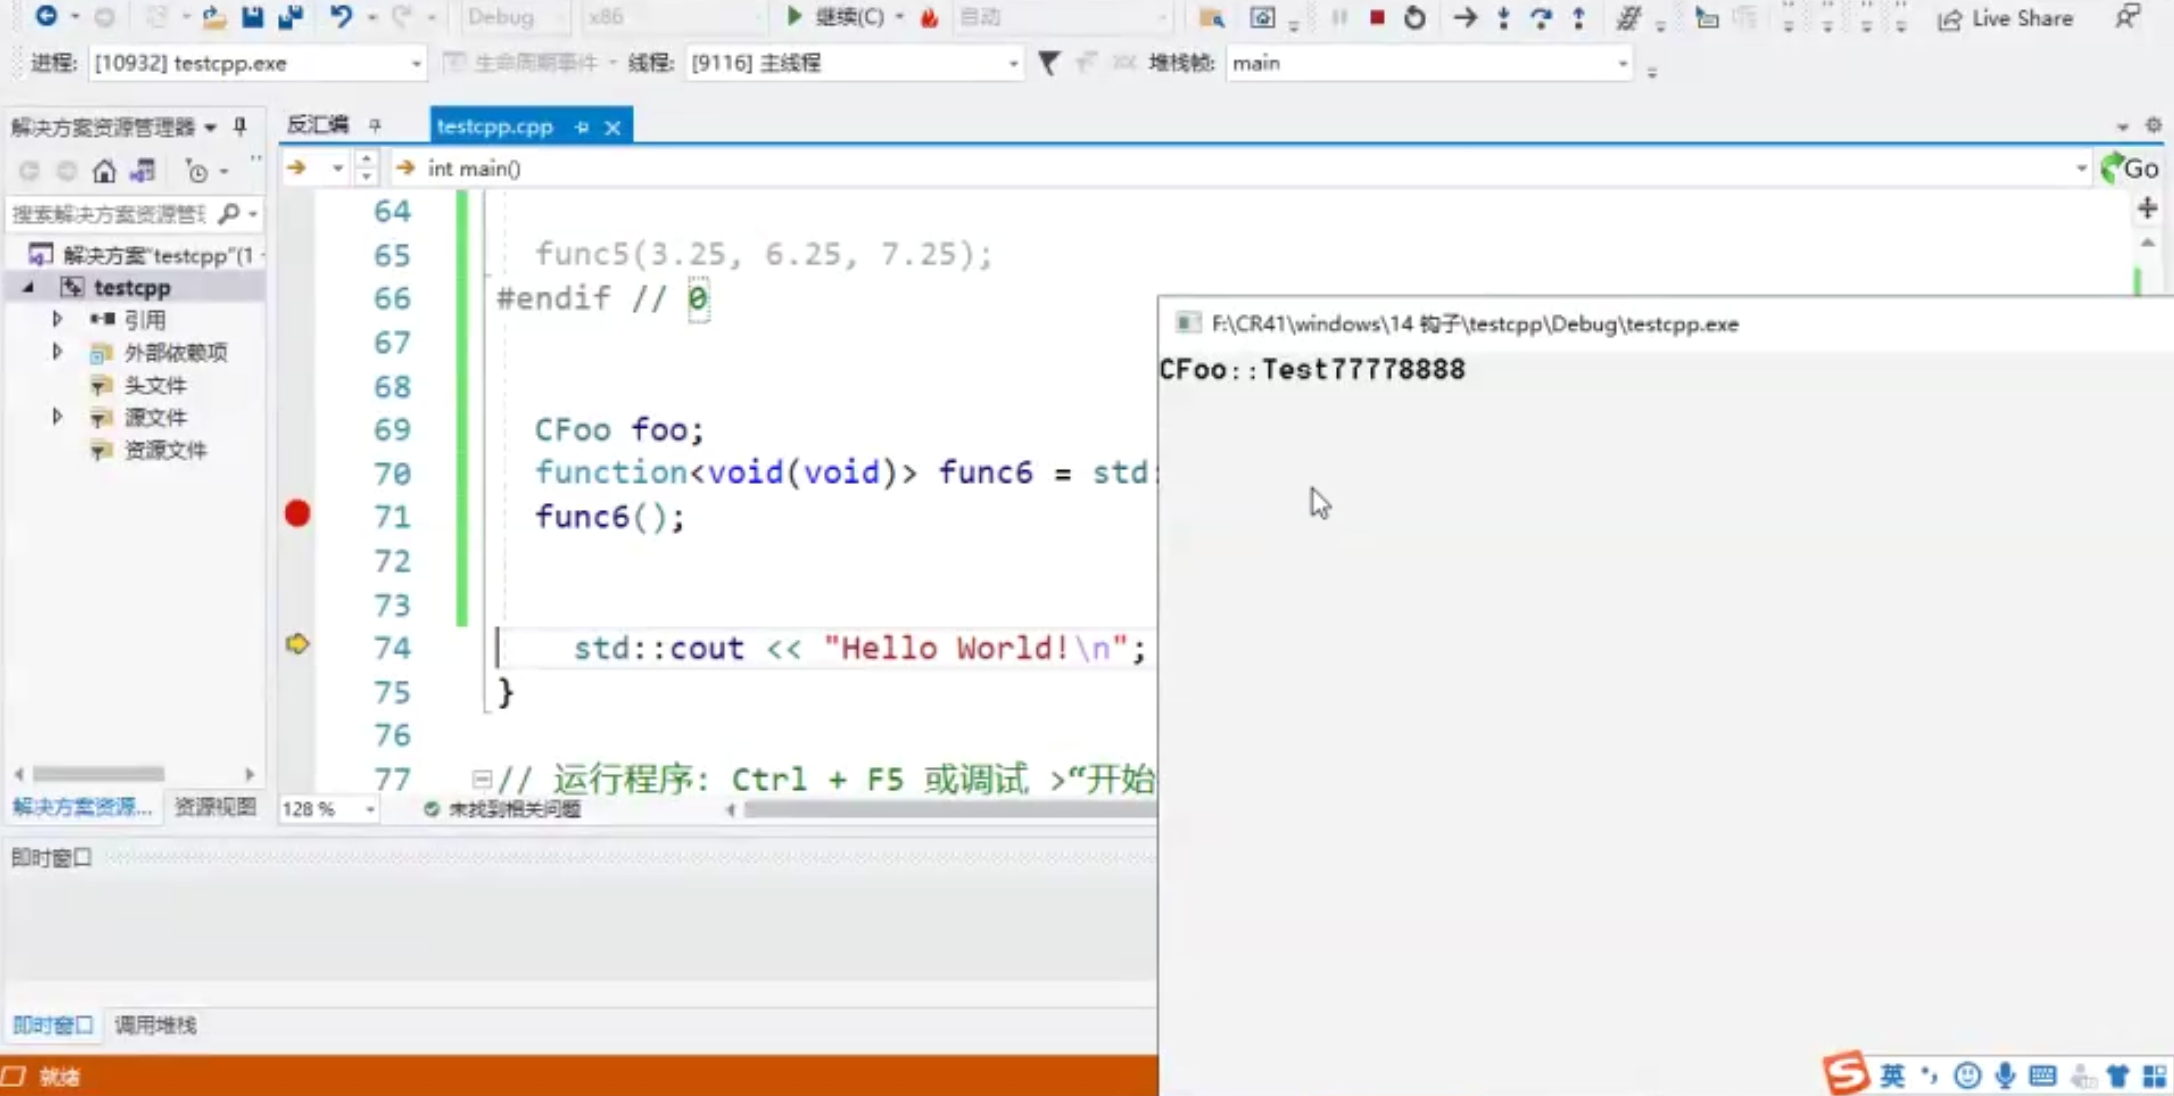 Debug x86 继续(C) 自动 Live Share
进程: [10932] testcpp.exe 生命周期事件 线程: [9116] 主线程 堆栈帧: main
解决方案资源管理器
反汇编 testcpp.cpp
int main() Go
搜索解决方案资源管理
解决方案"testcpp"(1
testcpp
引用
外部依赖项
头文件
源文件
资源文件
64
65 func5(3.25, 6.25, 7.25);
66 #endif // 0
67
68
69 CFoo foo;
70 function<void(void)> func6 = std:
71 func6();
72
73
74 std::cout << "Hello World!\n";
75 }
76
77 // 运行程序: Ctrl + F5 或调试 >“开始
F:\CR41\windows\14 钩子\testcpp\Debug\testcpp.exe
CFoo::Test77778888
解决方案资源... 资源视图
128 % 未找到相关问题
即时窗口
即时窗口 调用堆栈
就绪
S 英